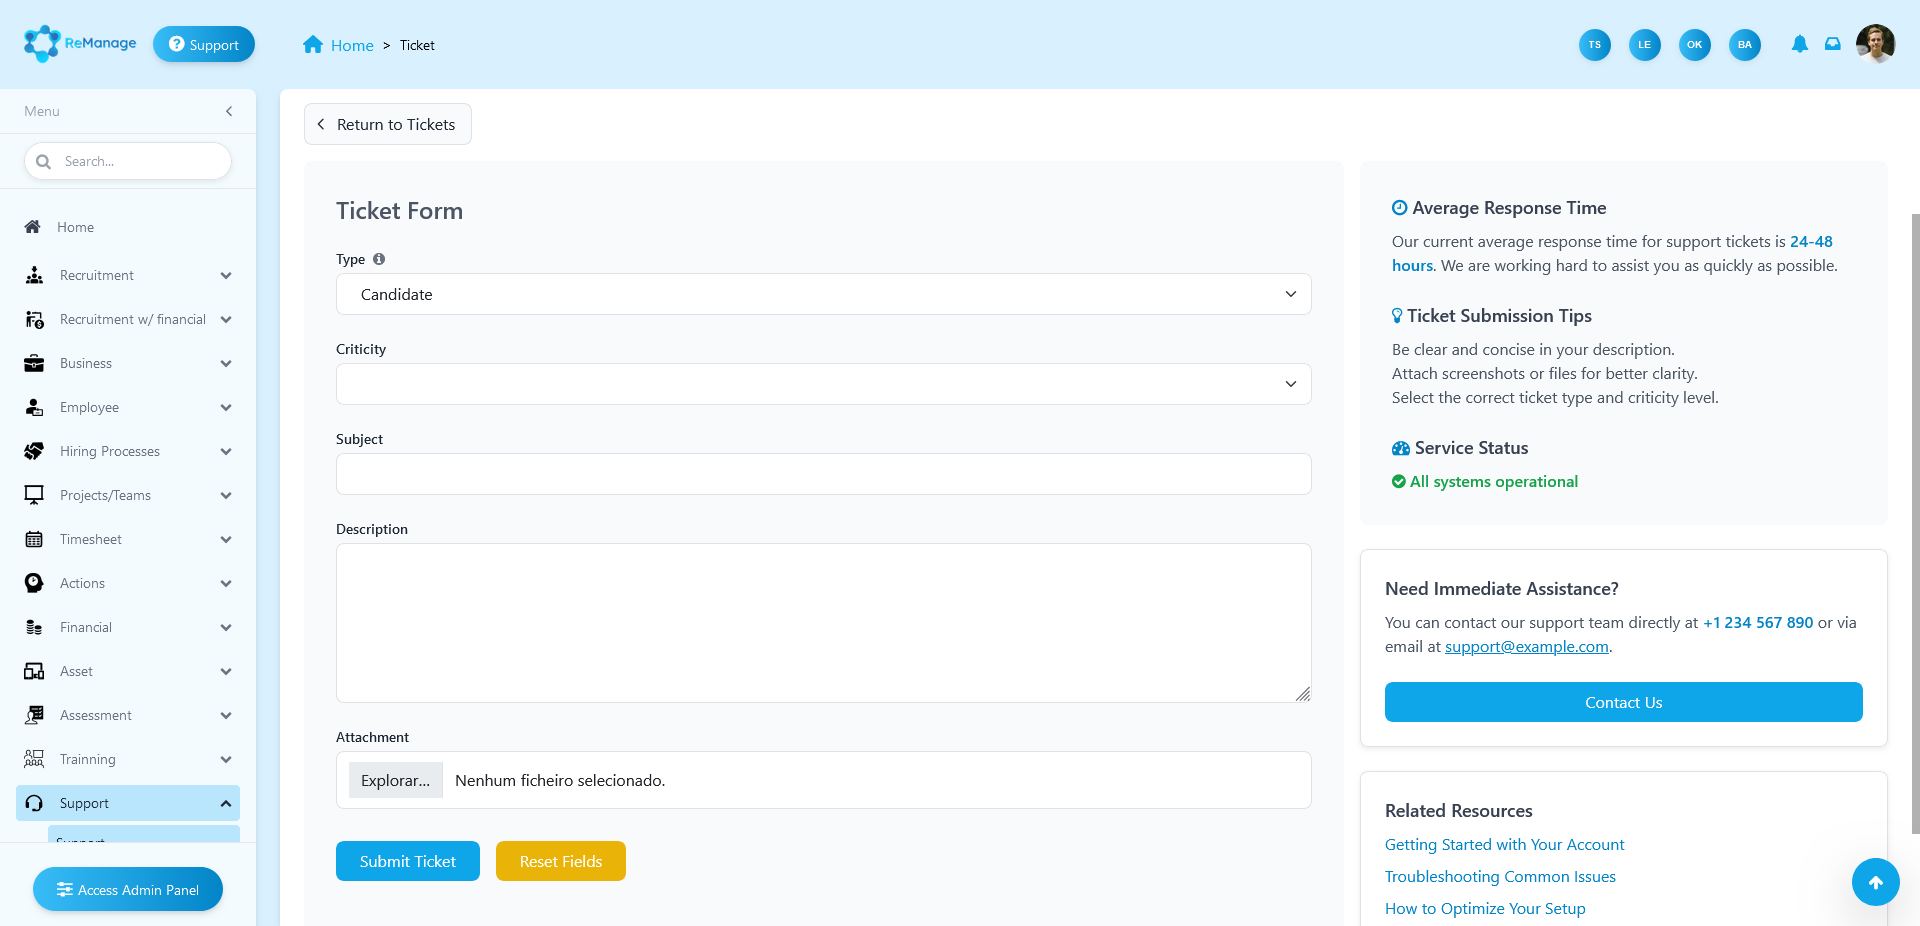 ReManage
Support
Home > Ticket
TS
LE
OK
BA
Menu
Search...
Home
Recruitment
Recruitment w/ financial
Business
Employee
Hiring Processes
Projects/Teams
Timesheet
Actions
Financial
Asset
Assessment
Trainning
Support
Support
Access Admin Panel
Return to Tickets
Ticket Form
Type
Candidate
Criticity
Subject
Description
Attachment
Explorar... Nenhum ficheiro selecionado.
Submit Ticket
Reset Fields
Average Response Time
Our current average response time for support tickets is 24-48
hours. We are working hard to assist you as quickly as possible.
Ticket Submission Tips
Be clear and concise in your description.
Attach screenshots or files for better clarity.
Select the correct ticket type and criticity level.
Service Status
All systems operational
Need Immediate Assistance?
You can contact our support team directly at +1 234 567 890 or via
email at support@example.com.
Contact Us
Related Resources
Getting Started with Your Account
Troubleshooting Common Issues
How to Optimize Your Setup